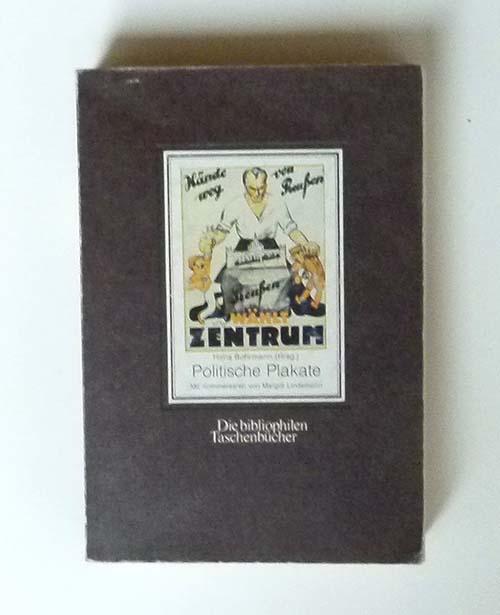 Hände von
weg Preußen
Preußen
WÄHLT
ZENTRUM
Hans Bohrmann (Hrsg.)
Politische Plakate
Mit Kommentaren von Margot Lindemann
Die bibliophilen
Taschenbücher